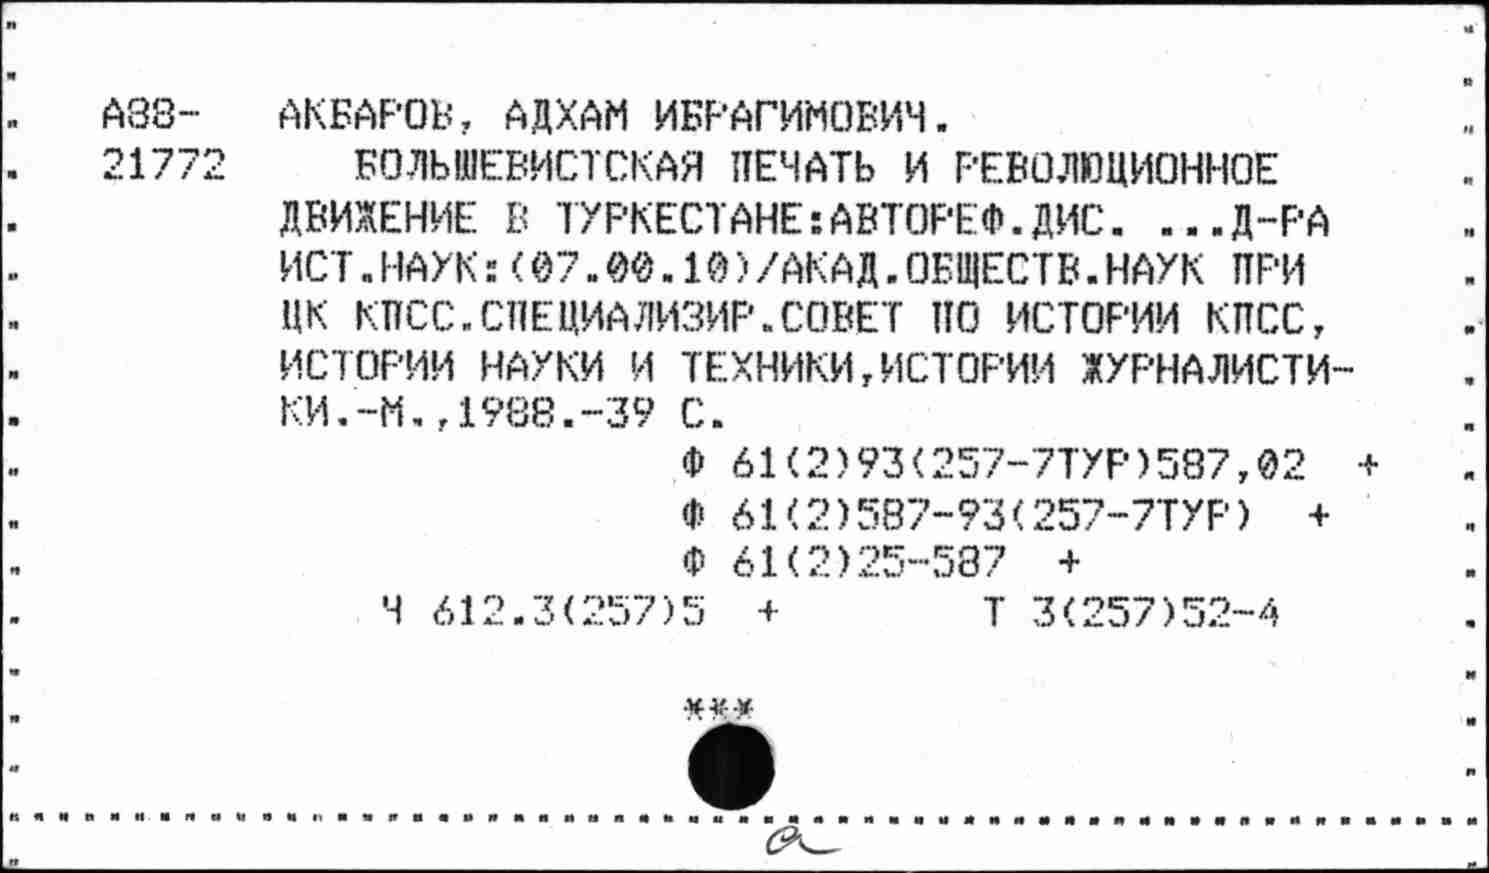 А88- АКБАРОВ, АДХАМ ИБРАГИМОВИЧ.
21772 БОЛЬШЕВИСТСКАЯ ПЕЧАТЬ И РЕВОЛЮЦИОННОЕ
ДВИЖЕНИЕ В ТУРКЕСТАНЕ:АВТОРЕФ.ДИС. ...Д-РА
ИСТ.НАУК:(07.00.10)/АКАД.ОБЩЕСТВ.НАУК ПРИ
ЦК КПСС.СПЕЦИАЛИЗИР.СОВЕТ ПО ИСТОРИИ КПСС,
ИСТОРИИ НАУКИ И ТЕХНИКИ,ИСТОРИИ ЖУРНАЛИСТИ-
КИ.-М.,1988.-39 С.
Ф 61(2)93(257-7ТУР)587,02 +
Ф 61(2)587-93(257-7ТУР) +
Ф 61(2)25-587 +
Ч 612.3(257)5 + Т 3(257)52-4
***
а